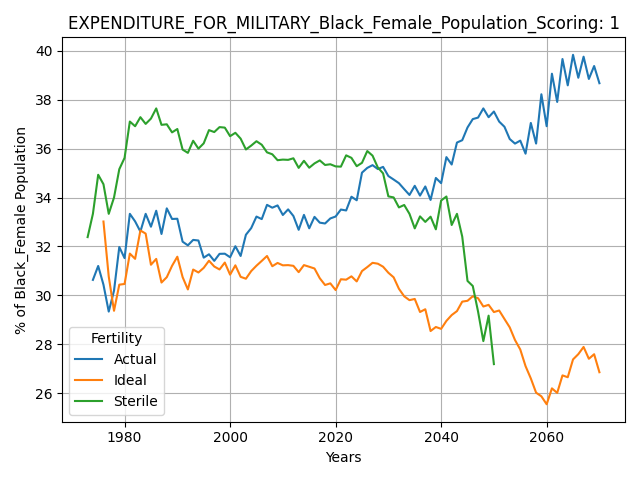 EXPENDITURE_FOR_MILITARY_Black_Female_Population_Scoring: 1
% of Black_Female Population
40
38
36
34
32
30
28
26
Fertility
Actual
Ideal
Sterile
1980
2000
2020
2040
2060
Years